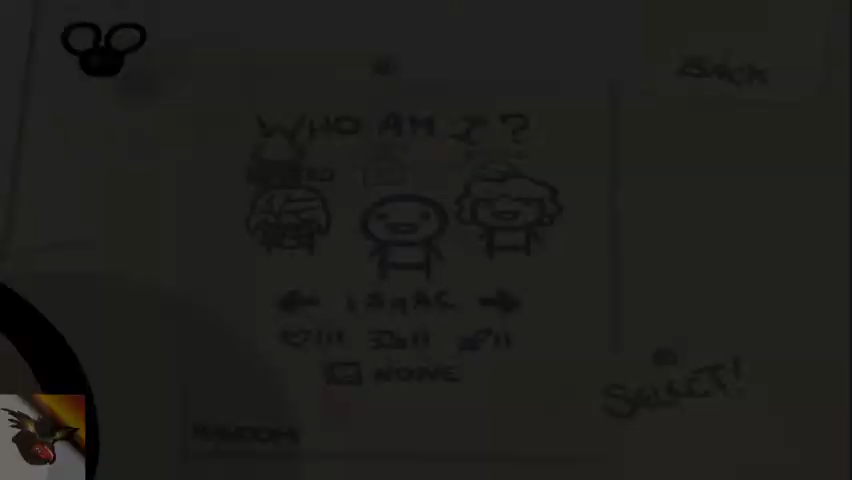 BACK
WHO AM I?
ISAAC
NONE
SELECT!
RANDOM